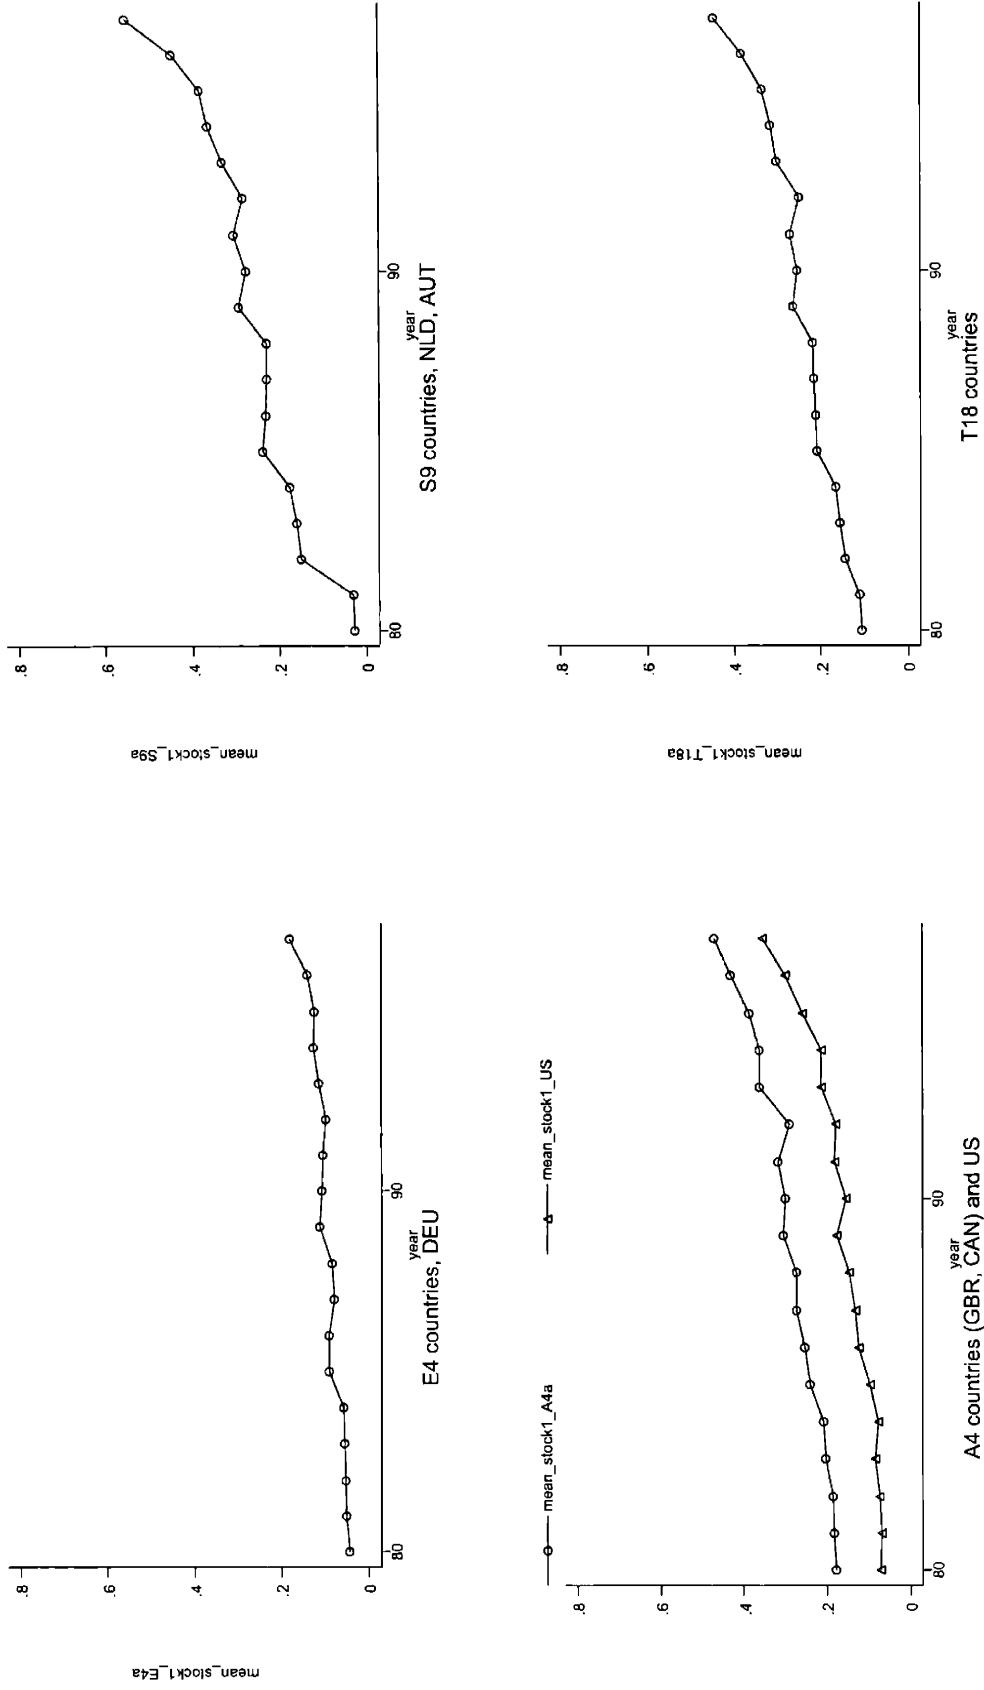 mean_stock1_E4a
.8
.6
.4
.2
0
80
90
year
E4 countries, DEU
mean_stock1_S9a
.8
.6
.4
.2
0
80
90
year
S9 countries, NLD, AUT
mean_stock1_A4a
mean_stock1_US
.8
.6
.4
.2
0
80
90
year
A4 countries (GBR, CAN) and US
mean_stock1_T18a
.8
.6
.4
.2
0
80
90
year
T18 countries